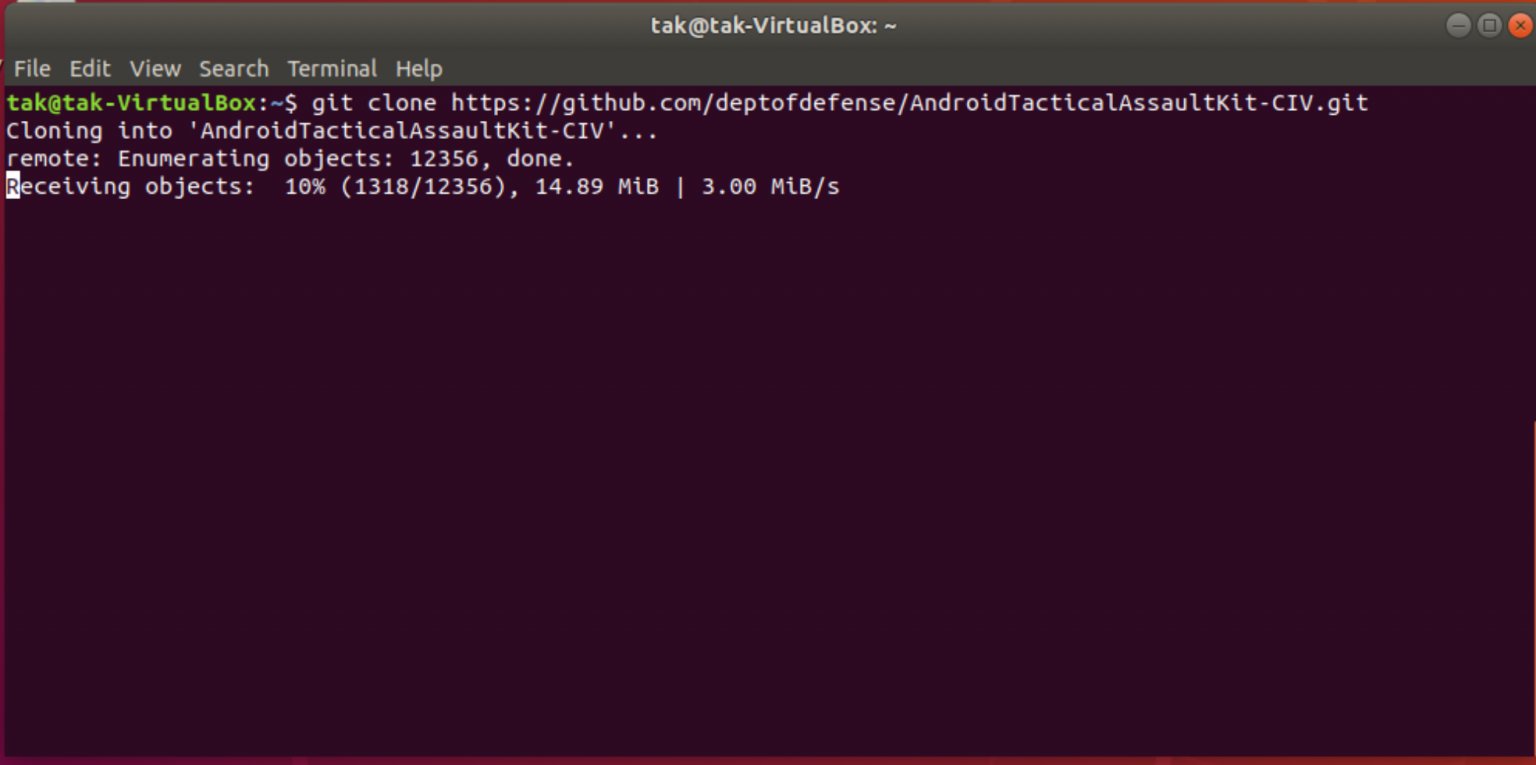 tak@tak-VirtualBox: ~
File Edit View Search Terminal Help
tak@tak-VirtualBox:~$ git clone https://github.com/deptofdefense/AndroidTacticalAssaultKit-CIV.git
Cloning into 'AndroidTacticalAssaultKit-CIV'...
remote: Enumerating objects: 12356, done.
Receiving objects:  10% (1318/12356), 14.89 MiB | 3.00 MiB/s